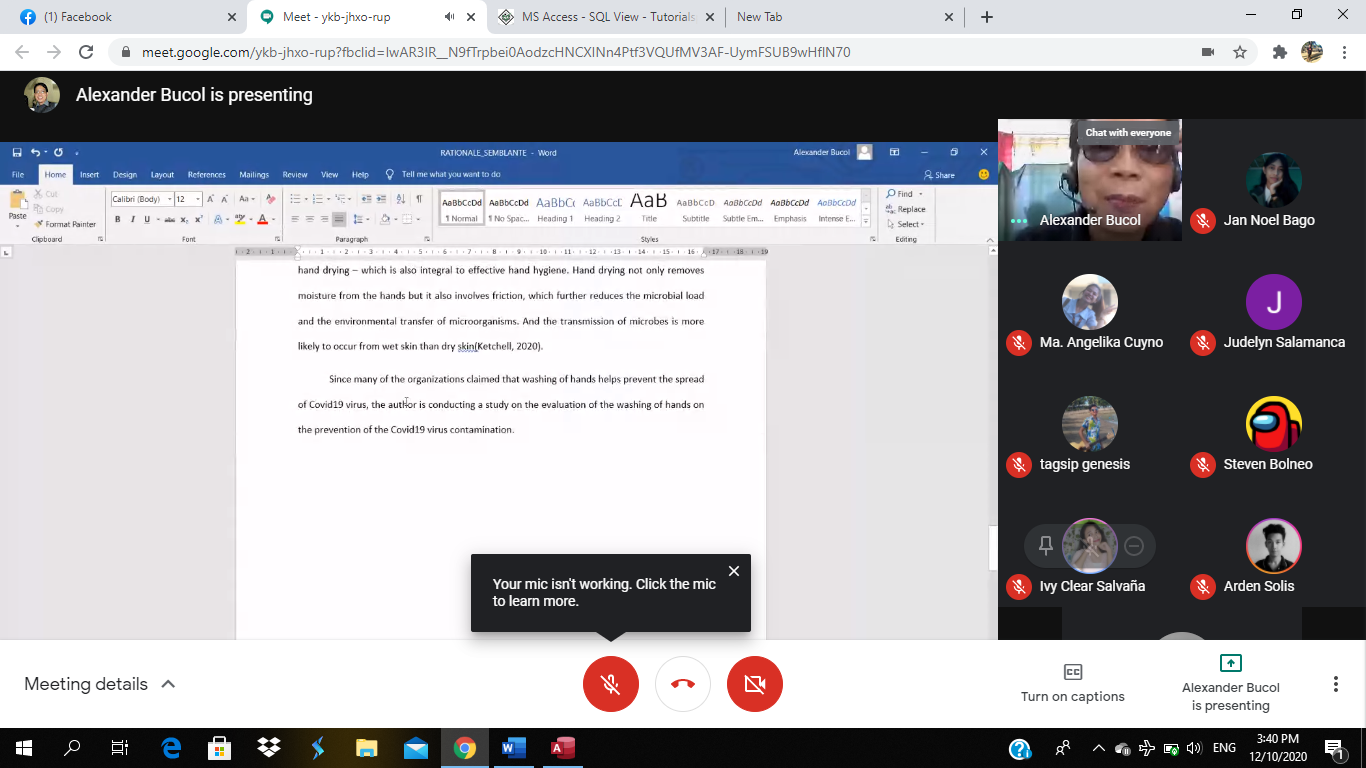 (1) Facebook
Meet - ykb-jhxo-rup
MS Access - SQL View - Tutorials
New Tab
meet.google.com/ykb-jhxo-rup?fbclid=IwAR3IR__N9fTrpbei0AodzcHNCXINn4Ptf3VQUfMV3AF-UymFSUB9wHfIN70
Alexander Bucol is presenting
RATIONALE_SEMBLANTE - Word
Alexander Bucol
File Home Insert Design Layout References Mailings Review View Help Tell me what you want to do
Share
Paste
Cut
Copy
Format Painter
Calibri (Body) 12
AaBbCcDd AaBbCcDd AaBbC AaBbCcC AaB AaBbCcD AaBbCcDd AaBbCcDd AaBbCcDd
1 Normal 1 No Spac... Heading 1 Heading 2 Title Subtitle Subtle Em... Emphasis Intense E...
Find
Replace
Select
Clipboard Font Paragraph Styles Editing
hand drying – which is also integral to effective hand hygiene. Hand drying not only removes
moisture from the hands but it also involves friction, which further reduces the microbial load
and the environmental transfer of microorganisms. And the transmission of microbes is more
likely to occur from wet skin than dry skin(Ketchell, 2020).
Since many of the organizations claimed that washing of hands helps prevent the spread
of Covid19 virus, the author is conducting a study on the evaluation of the washing of hands on
the prevention of the Covid19 virus contamination.
Chat with everyone
Alexander Bucol
Jan Noel Bago
Ma. Angelika Cuyno
J
Judelyn Salamanca
tagsip genesis
Steven Bolneo
Ivy Clear Salvaña
Arden Solis
Your mic isn't working. Click the mic
to learn more.
Meeting details
Turn on captions
Alexander Bucol
is presenting
ENG
3:40 PM
12/10/2020
1